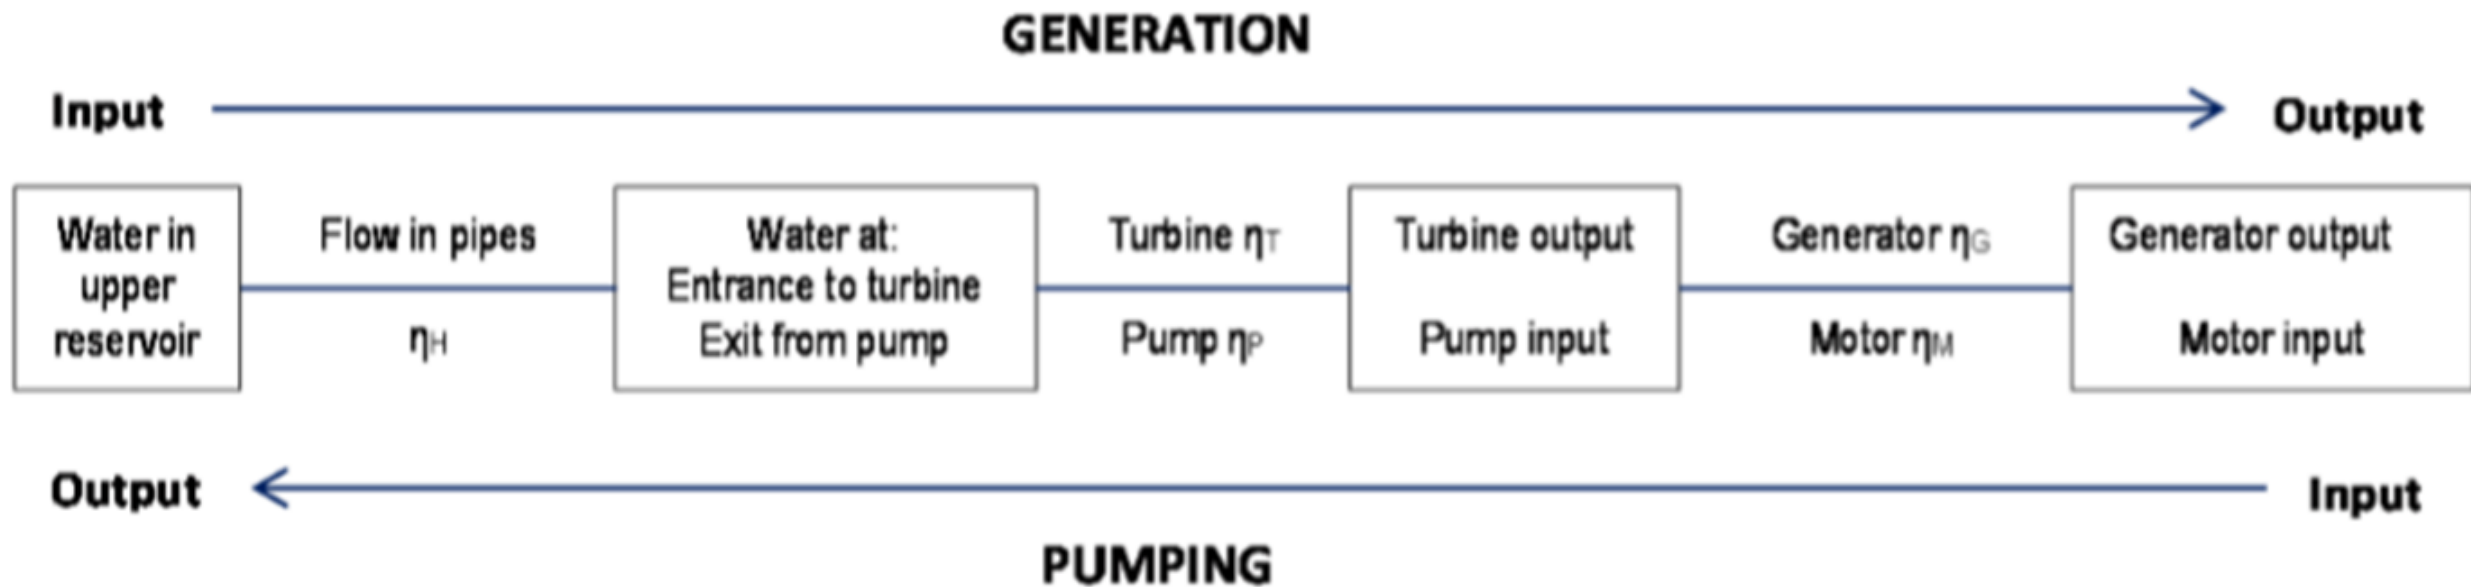 GENERATION
Input
Output
Water in
upper
reservoir
Flow in pipes
ηH
Water at:
Entrance to turbine
Exit from pump
Turbine ηT
Pump ηP
Turbine output
Pump input
Generator ηG
Motor ηM
Generator output
Motor input
Output
Input
PUMPING